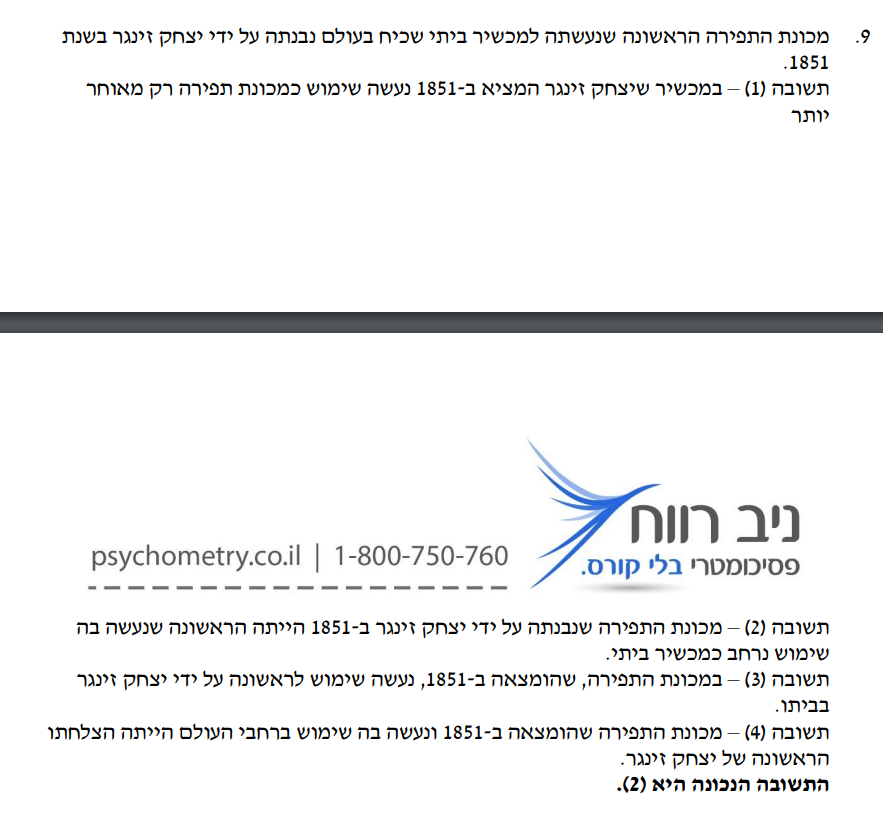 9. מכונת התפירה הראשונה שנעשתה למכשיר ביתי שכיח בעולם נבנתה על ידי יצחק זינגר בשנת
1851.
תשובה (1) – במכשיר שיצחק זינגר המציא ב-1851 נעשה שימוש כמכונת תפירה רק מאוחר
יותר
ניב רווח
פסיכומטרי בלי קורס.
psychometry.co.il | 1-800-750-760
תשובה (2) – מכונת התפירה שנבנתה על ידי יצחק זינגר ב-1851 הייתה הראשונה שנעשה בה
שימוש נרחב כמכשיר ביתי.
תשובה (3) – במכונת התפירה, שהומצאה ב-1851, נעשה שימוש לראשונה על ידי יצחק זינגר
בביתו.
תשובה (4) – מכונת התפירה שהומצאה ב-1851 ונעשה בה שימוש ברחבי העולם הייתה הצלחתו
הראשונה של יצחק זינגר.
התשובה הנכונה היא (2).